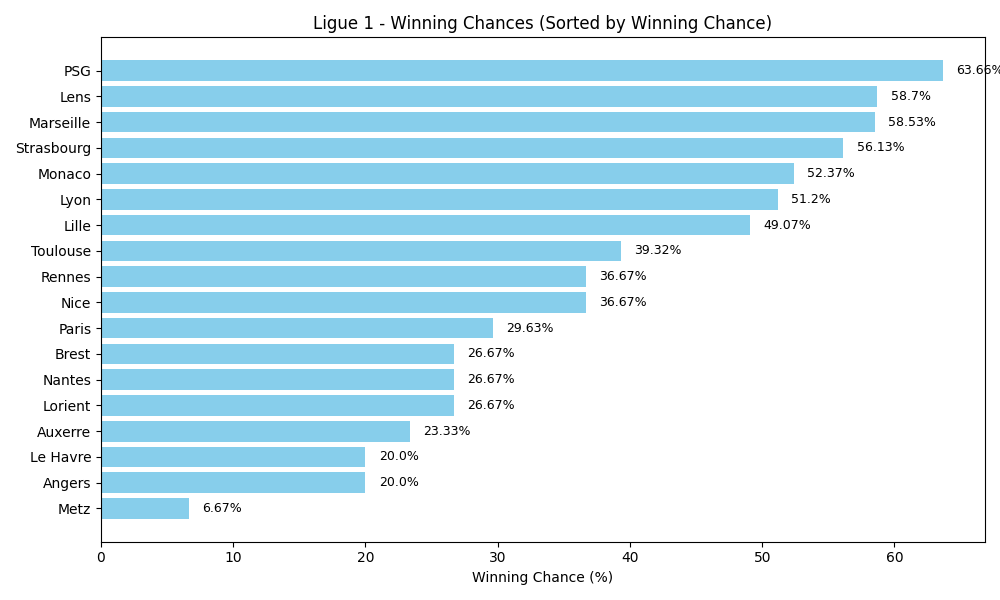 Ligue 1 - Winning Chances (Sorted by Winning Chance)
PSG 63.66%
Lens 58.7%
Marseille 58.53%
Strasbourg 56.13%
Monaco 52.37%
Lyon 51.2%
Lille 49.07%
Toulouse 39.32%
Rennes 36.67%
Nice 36.67%
Paris 29.63%
Brest 26.67%
Nantes 26.67%
Lorient 26.67%
Auxerre 23.33%
Le Havre 20.0%
Angers 20.0%
Metz 6.67%
0 10 20 30 40 50 60
Winning Chance (%)